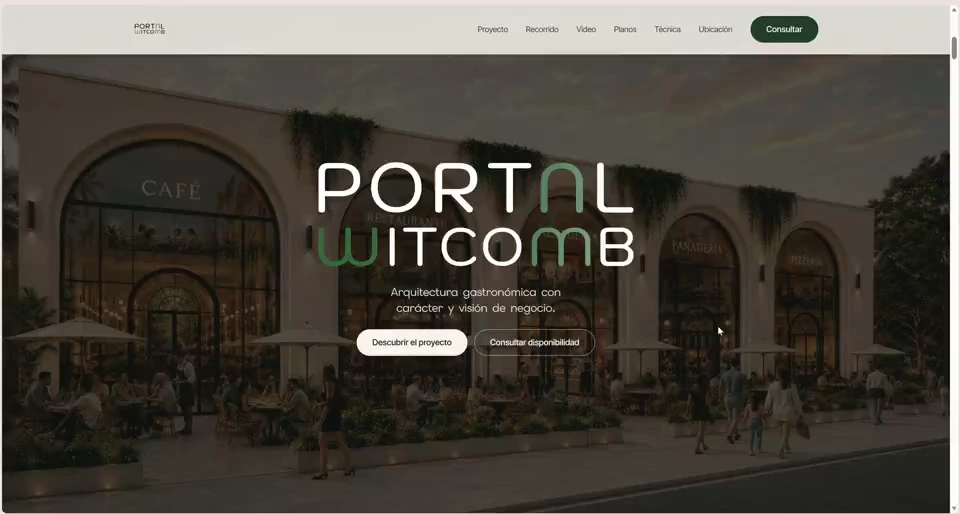 PORTAL
WITCOMB
Proyecto
Recorrido
Video
Planos
Técnica
Ubicación
Consultar
CAFÉ
RESTAURANT
PANADERÍA
PIZZERÍA
PORTAL
WITCOMB
Arquitectura gastronómica con
carácter y visión de negocio.
Descubrir el proyecto
Consultar disponibilidad